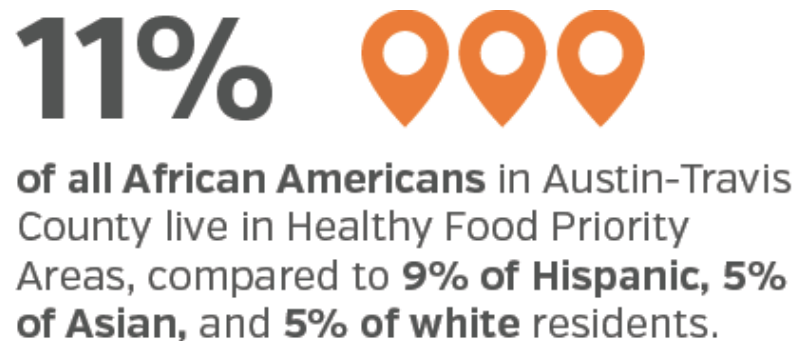 11%
of all African Americans in Austin-Travis
County live in Healthy Food Priority
Areas, compared to 9% of Hispanic, 5%
of Asian, and 5% of white residents.